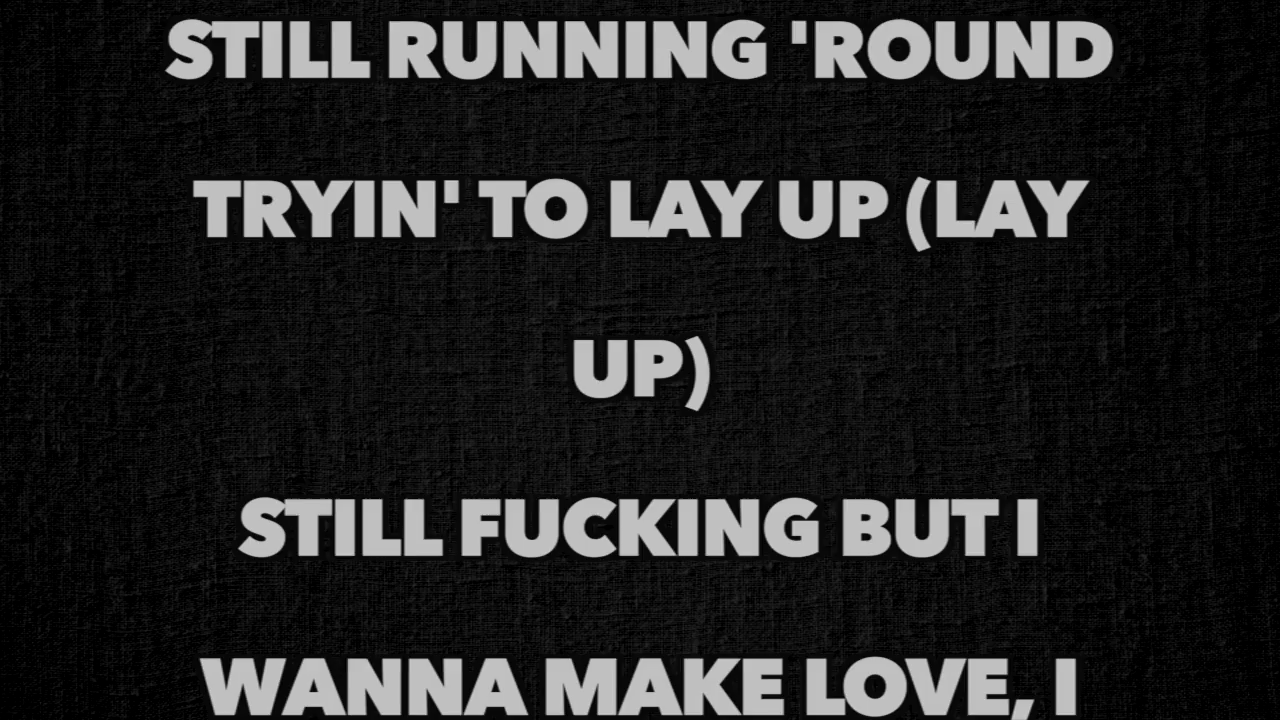 STILL RUNNING 'ROUND
TRYIN' TO LAY UP (LAY
UP)
STILL FUCKING BUT I
WANNA MAKE LOVE, I